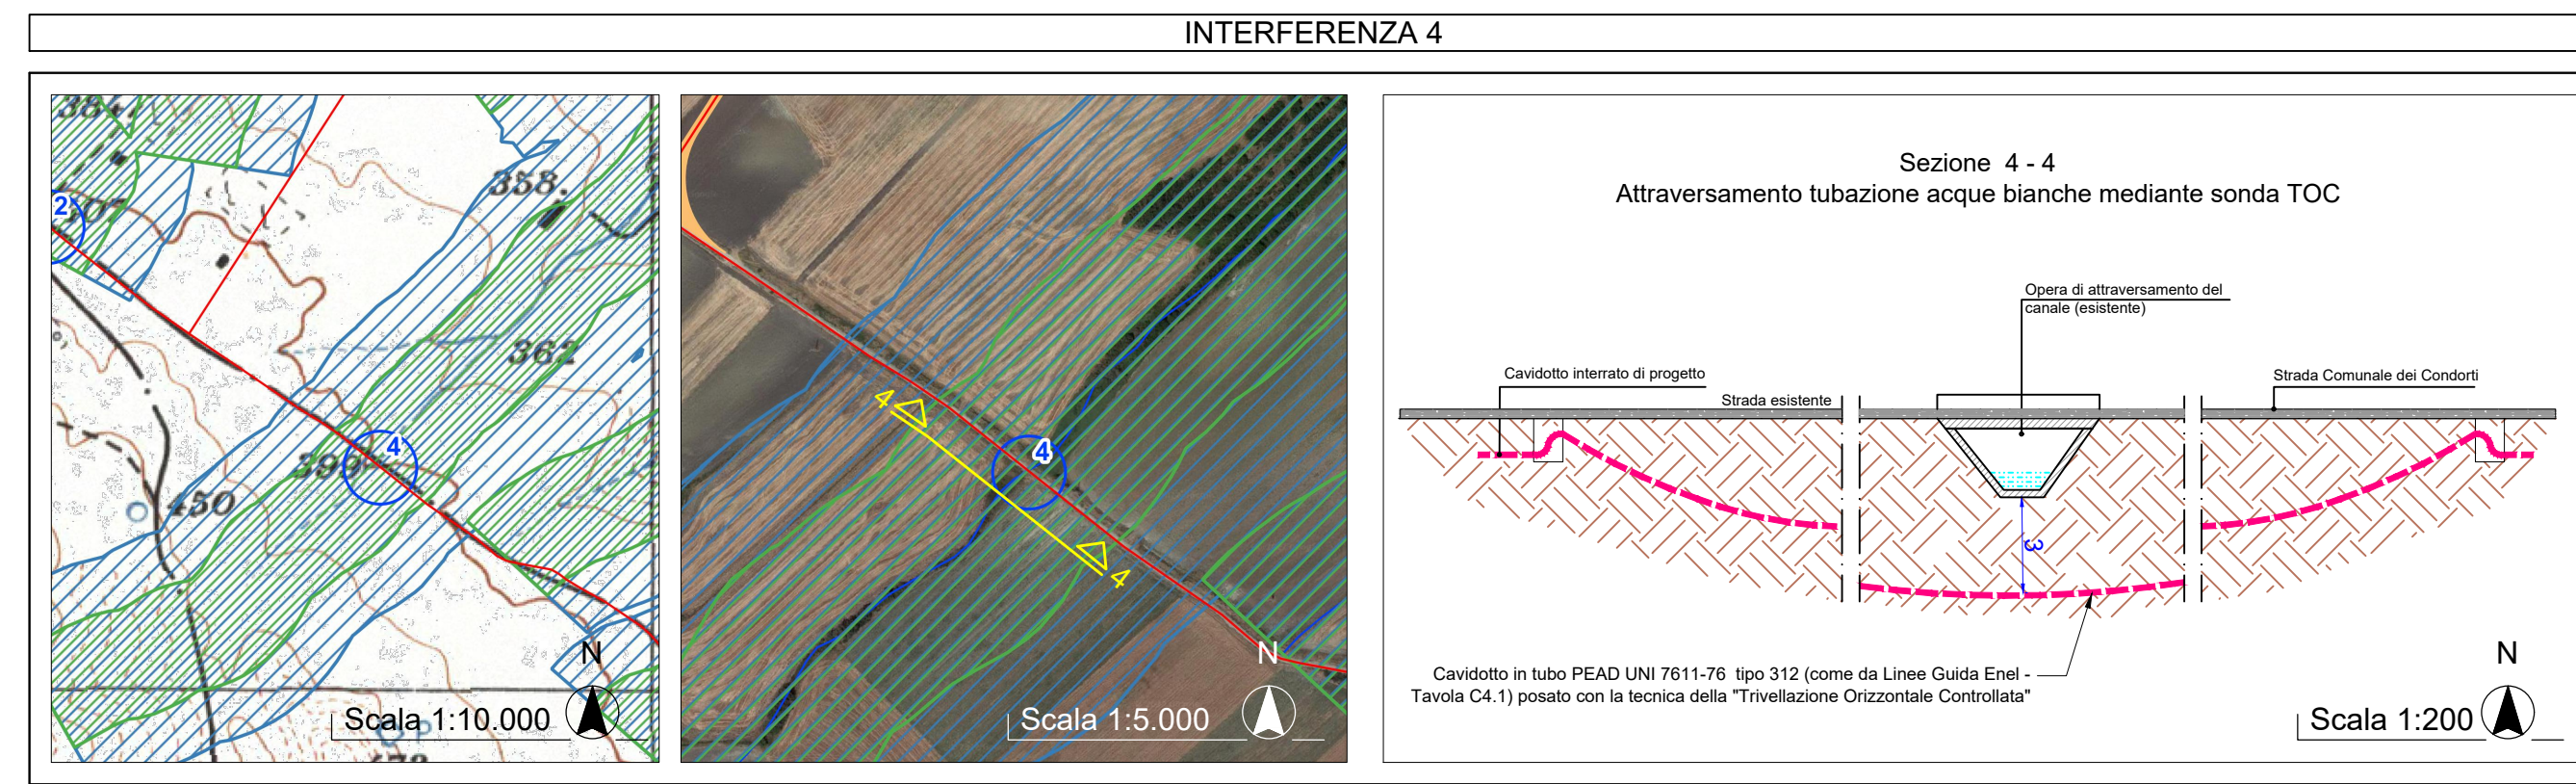 INTERFERENZA 4
2
358.
362
4
399
450
N
Scala 1:10.000
4
4
4
N
Scala 1:5.000
Sezione 4 - 4
Attraversamento tubazione acque bianche mediante sonda TOC
Opera di attraversamento del
canale (esistente)
Cavidotto interrato di progetto
Strada esistente
Strada Comunale dei Condorti
3
Cavidotto in tubo PEAD UNI 7611-76 tipo 312 (come da Linee Guida Enel -
Tavola C4.1) posato con la tecnica della "Trivellazione Orizzontale Controllata"
N
Scala 1:200